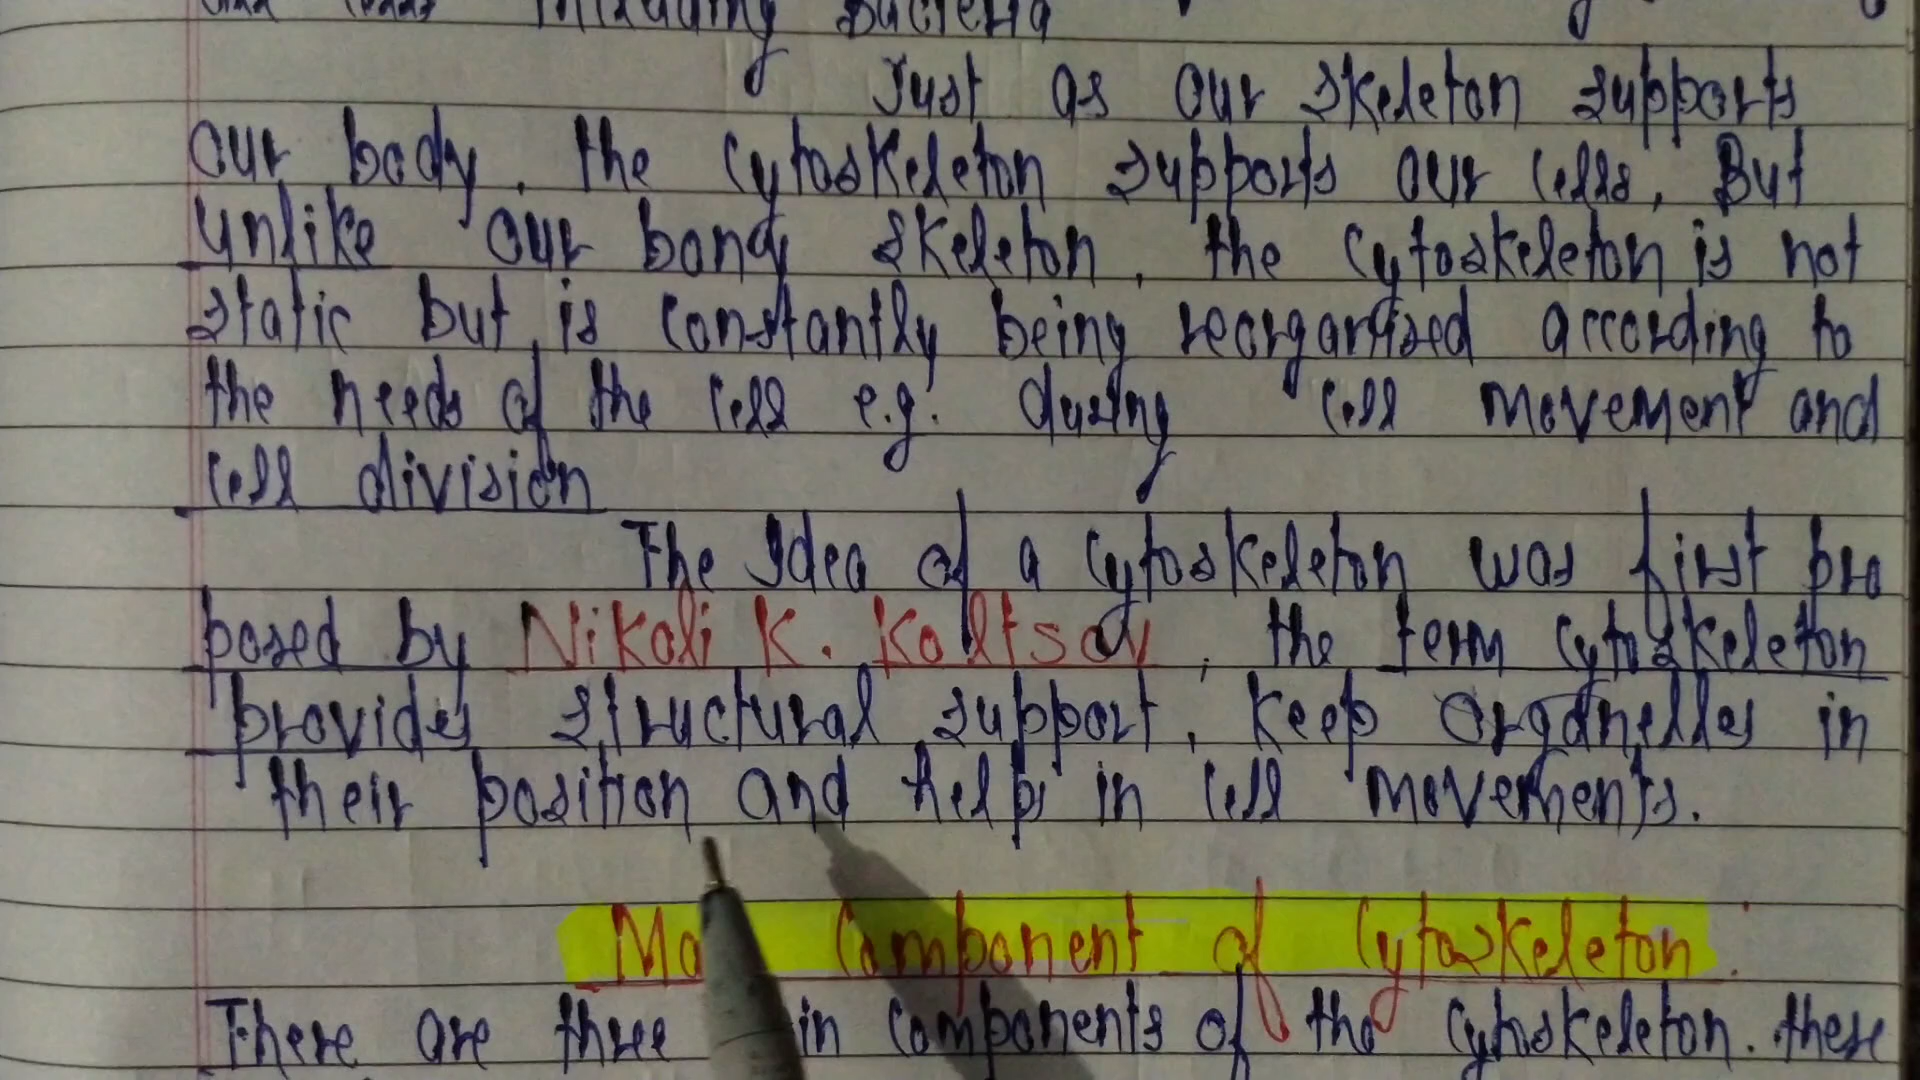 including bacteria
Just as our skeleton supports
our body, the cytoskeleton supports our cells. But
unlike our bony skeleton, the cytoskeleton is not
static but is constantly being reorganised according to
the needs of the cell e.g. during cell movement and
cell division
The Idea of a cytoskeleton was first pro
posed by Nikoli K. Koltsov, the term cytoskeleton
provides structural support, keep organelles in
their position and help in cell movements.
Component of Cytoskeleton.
There are three in components of the cytoskeleton. these